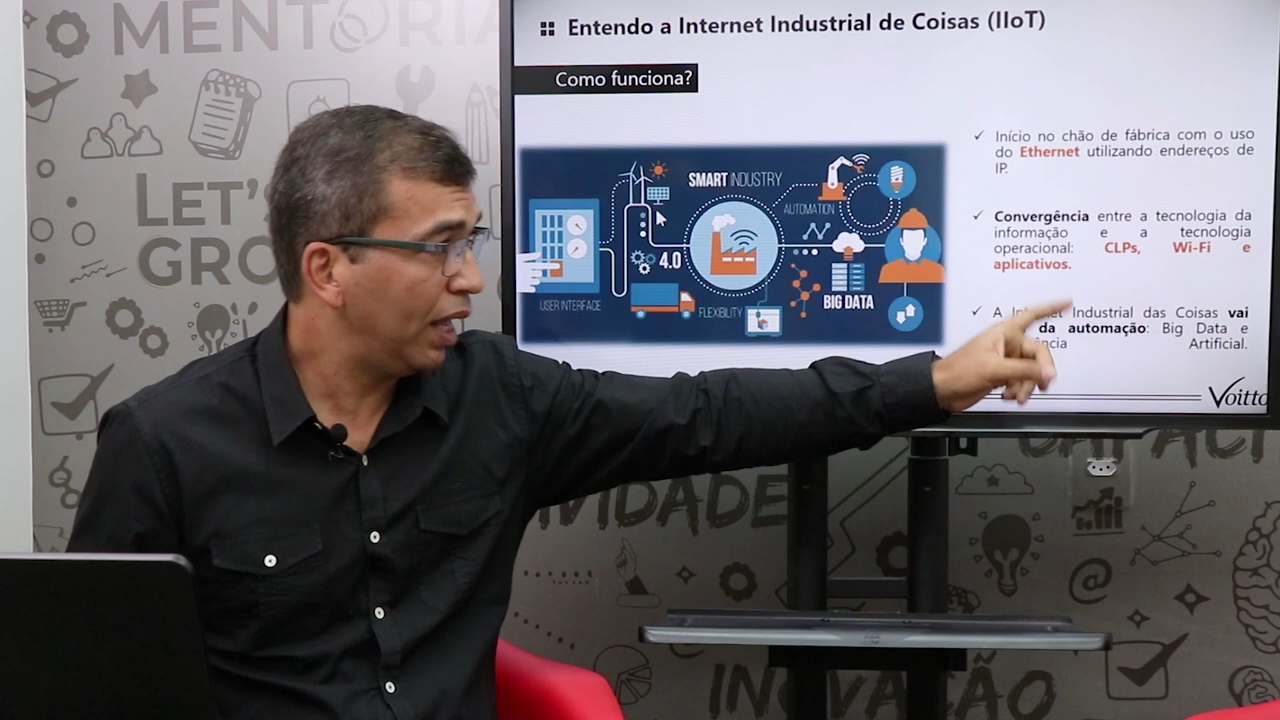 MENTORIA
LET'S
GRO
Entendo a Internet Industrial de Coisas (IIoT)
Como funciona?
SMART INDUSTRY
AUTOMATION
4.0
USER INTERFACE
FLEXIBILITY
BIG DATA
Início no chão de fábrica com o uso
do Ethernet utilizando endereços de
IP.
Convergência entre a tecnologia da
informação e a tecnologia
operacional: CLPs, Wi-Fi e
aplicativos.
A Internet Industrial das Coisas vai
da automação: Big Data e
Artificial.
Voitto
INOVAÇÃO